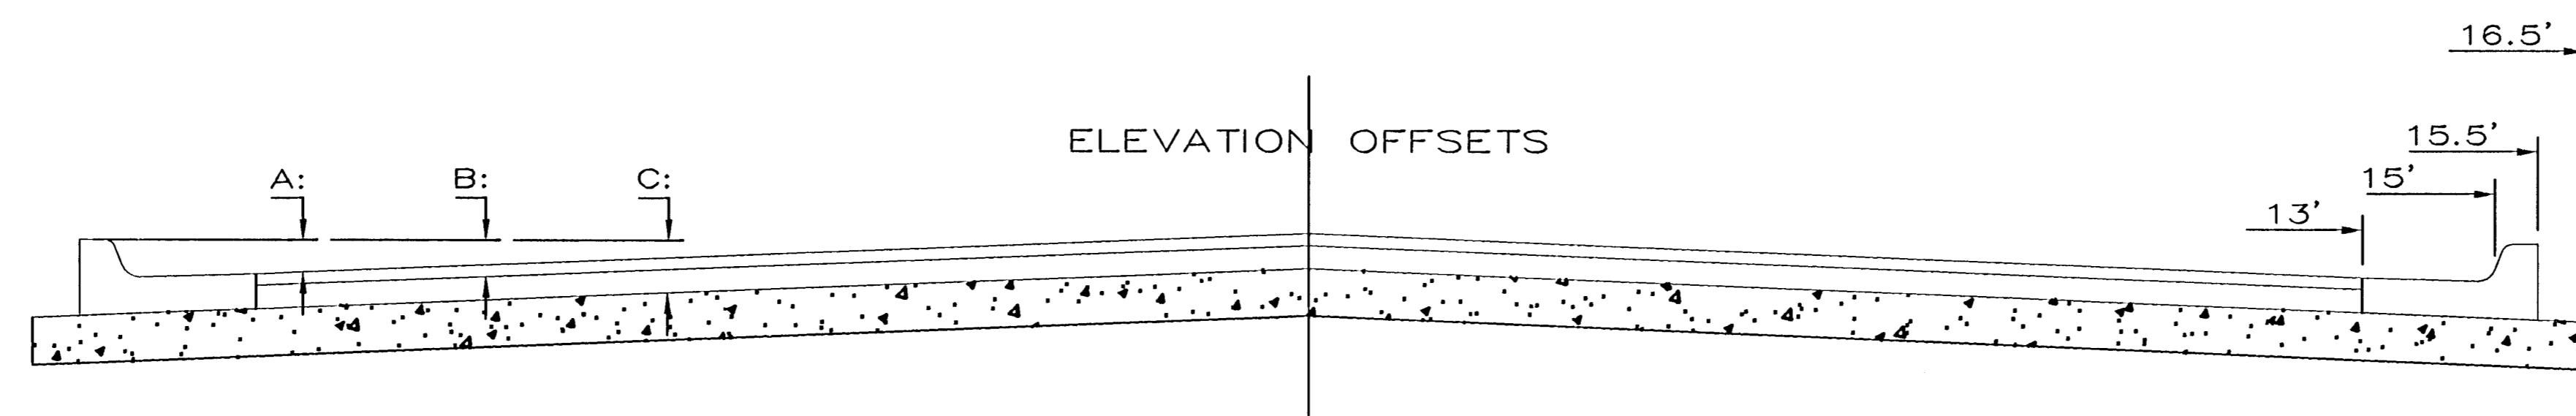 16.5'
ELEVATION OFFSETS
15.5'
A: B: C:
15'
13'